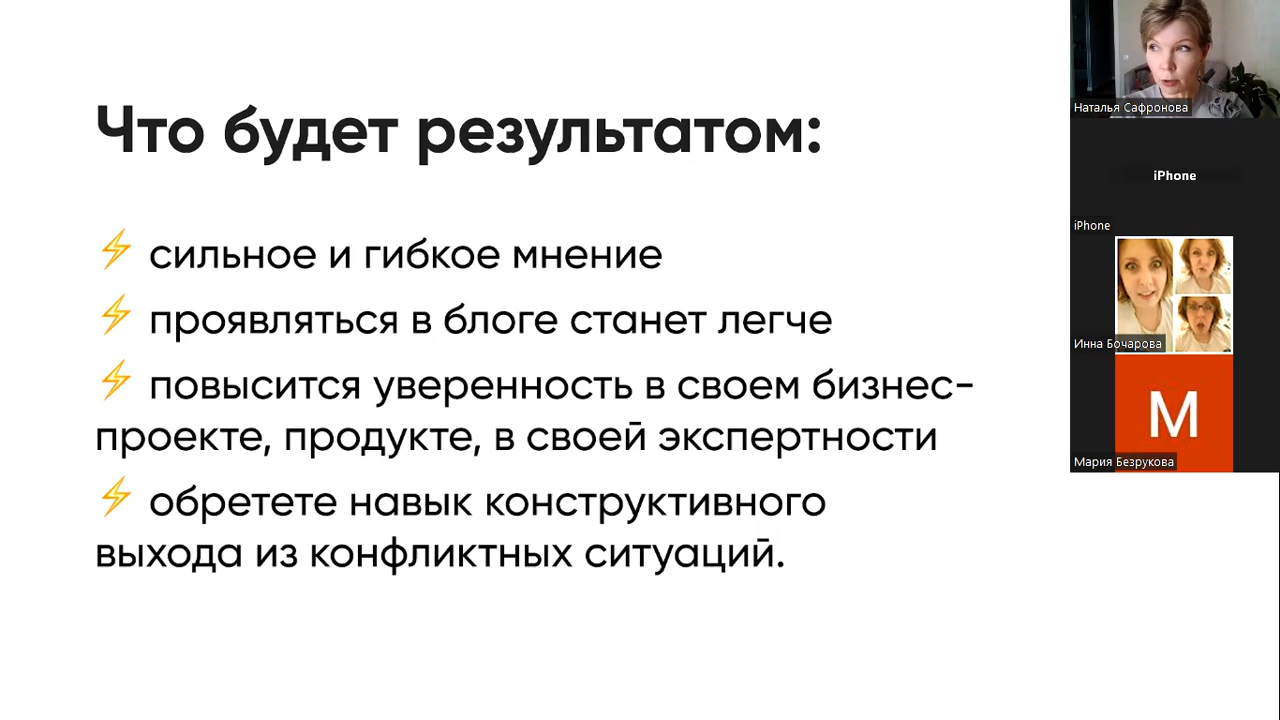 Что будет результатом:
⚡ сильное и гибкое мнение
⚡ проявляться в блоге станет легче
⚡ повысится уверенность в своем бизнес-
проекте, продукте, в своей экспертности
⚡ обретете навык конструктивного
выхода из конфликтных ситуаций.
Наталья Сафронова
iPhone
iPhone
Инна Бочарова
М
Мария Безрукова